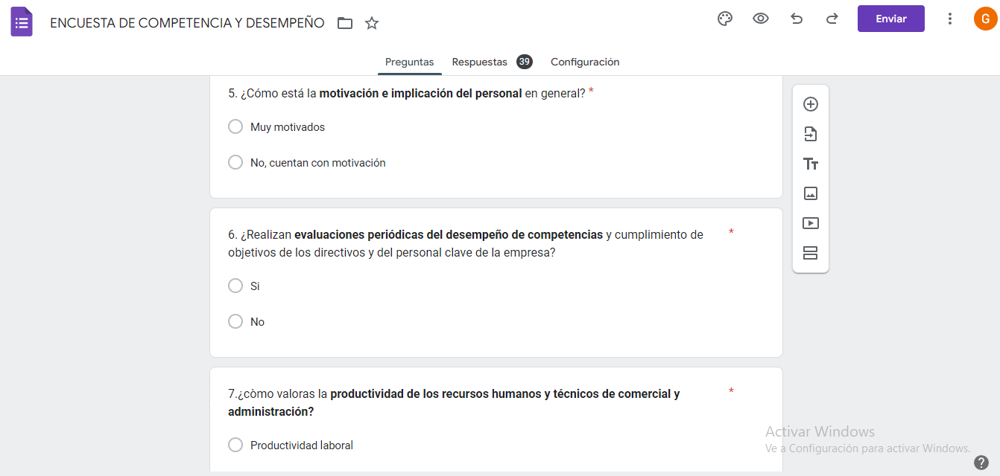 ENCUESTA DE COMPETENCIA Y DESEMPEÑO
Enviar
G
Preguntas
Respuestas 39
Configuración
5. ¿Cómo está la motivación e implicación del personal en general? *
Muy motivados
No, cuentan con motivación
Tт
6. ¿Realizan evaluaciones periódicas del desempeño de competencias y cumplimiento de *
objetivos de los directivos y del personal clave de la empresa?
Si
No
7.¿còmo valoras la productividad de los recursos humanos y técnicos de comercial y *
administración?
Productividad laboral
Activar Windows
Ve a Configuración para activar Windows.
?